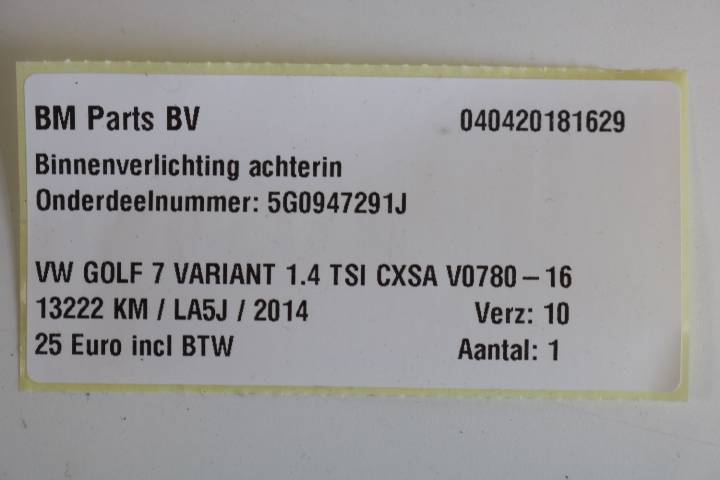 BM Parts BV 040420181629
Binnenverlichting achterin
Onderdeelnummer: 5G0947291J
VW GOLF 7 VARIANT 1.4 TSI CXSA V0780 – 16
13222 KM / LA5J / 2014 Verz: 10
25 Euro incl BTW Aantal: 1